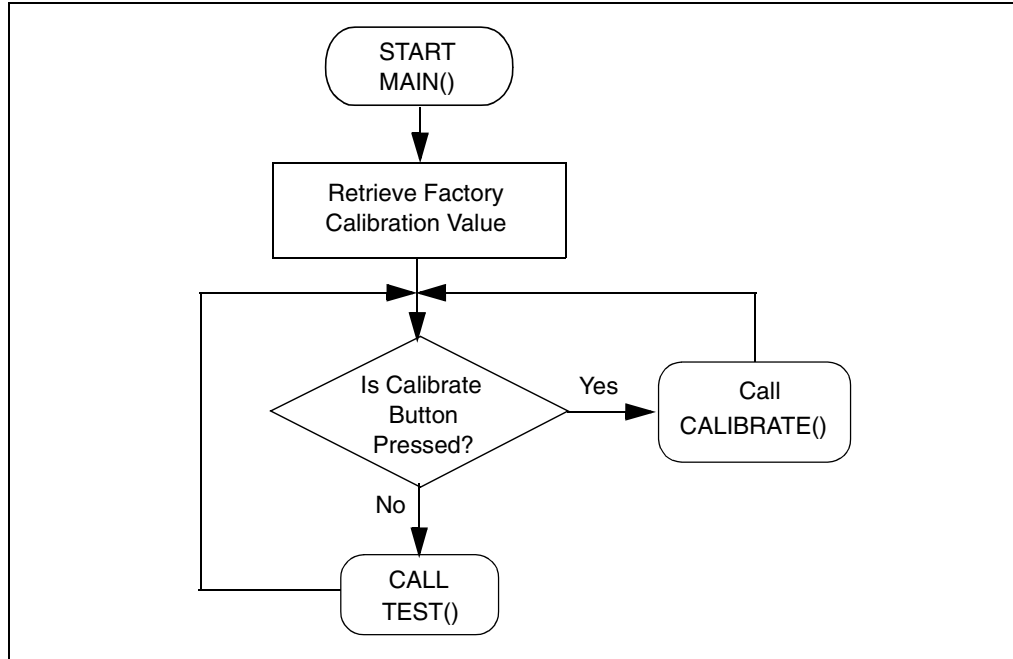 START
MAIN()
Retrieve Factory
Calibration Value
Is Calibrate
Button
Pressed?
Yes
Call
CALIBRATE()
No
CALL
TEST()